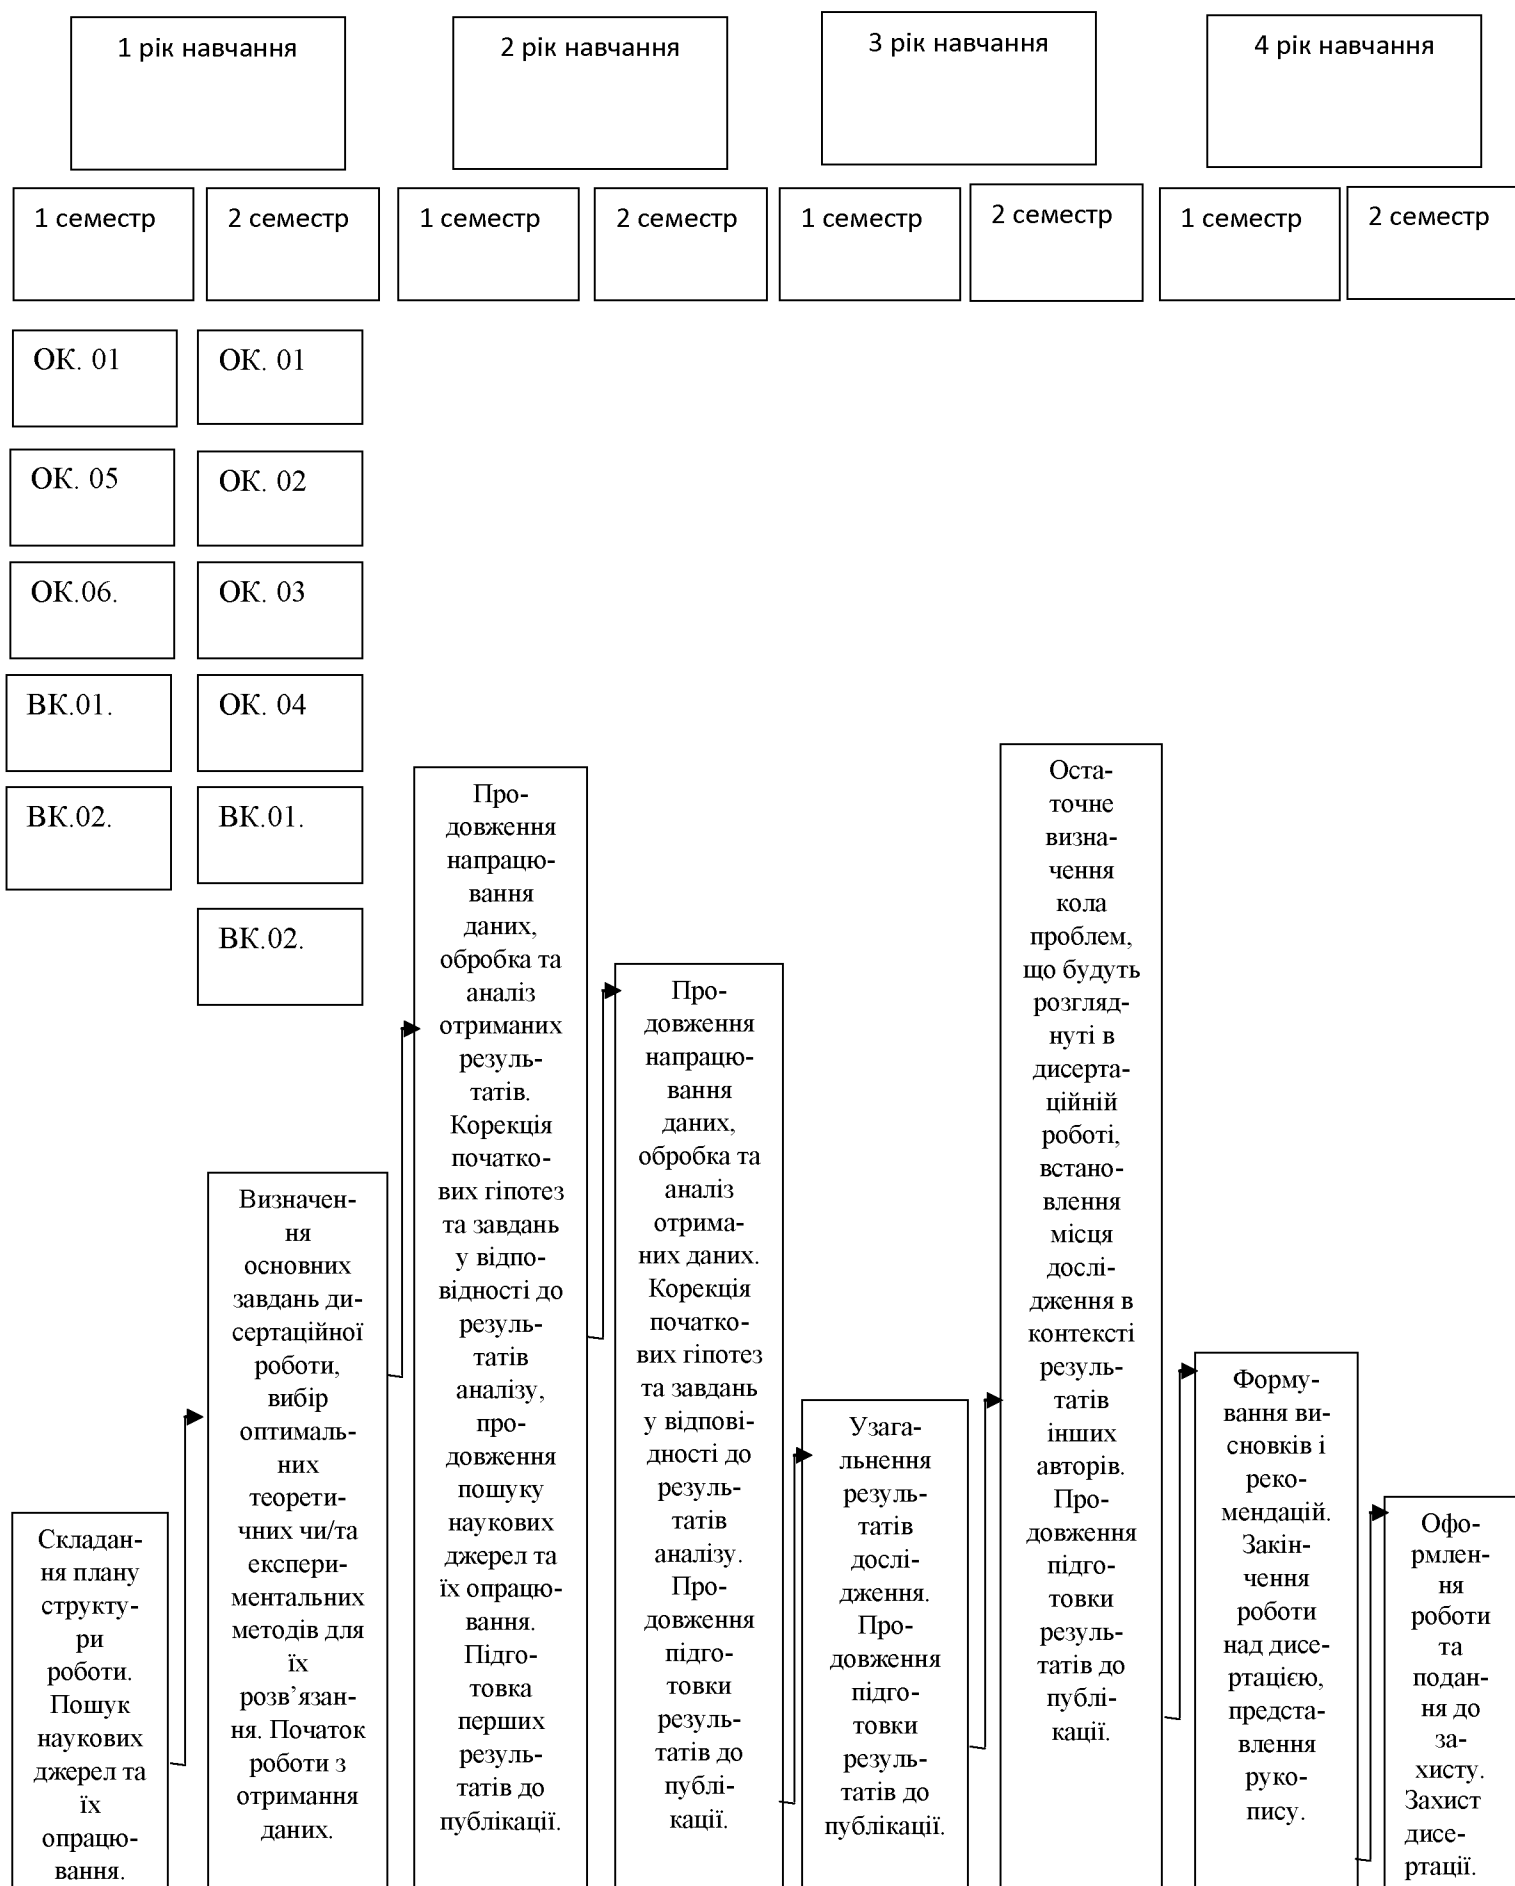 1 рік навчання
2 рік навчання
3 рік навчання
4 рік навчання
1 семестр
2 семестр
1 семестр
2 семестр
1 семестр
2 семестр
1 семестр
2 семестр
ОК. 01
ОК. 05
ОК.06.
ВК.01.
ВК.02.
ОК. 01
ОК. 02
ОК. 03
ОК. 04
ВК.01.
ВК.02.
Складан-
ня плану
структу-
ри
роботи.
Пошук
наукових
джерел та
їх
опрацю-
вання.
Визначен-
ня
основних
завдань ди-
сертаційної
роботи,
вибір
оптималь-
них
теорети-
чних чи/та
експери-
ментальних
методів для
їх
розв’язан-
ня. Початок
роботи з
отримання
даних.
Про-
довження
напрацю-
вання
даних,
обробка та
аналіз
отриманих
резуль-
татів.
Корекція
початко-
вих гіпотез
та завдань
у відпо-
відності до
резуль-
татів
аналізу,
про-
довження
пошуку
наукових
джерел та
їх опрацю-
вання.
Підго-
товка
перших
резуль-
татів до
публікації.
Про-
довження
напрацю-
вання
даних,
обробка та
аналіз
отрима-
них даних.
Корекція
початко-
вих гіпотез
та завдань
у відпові-
дності до
резуль-
татів
аналізу.
Про-
довження
підго-
товки
резуль-
татів до
публі-
кації.
Узага-
льнення
резуль-
татів
дослі-
дження.
Про-
довження
підго-
товки
резуль-
татів до
публікації.
Оста-
точне
визна-
чення
кола
проблем,
що будуть
розгляд-
нуті в
дисерта-
ційній
роботі,
встано-
влення
місця
дослі-
дження в
контексті
резуль-
татів
інших
авторів.
Про-
довження
підго-
товки
резуль-
татів до
публі-
кації.
Форму-
вання ви-
сновків і
реко-
мендацій.
Закін-
чення
роботи
над дисе-
ртацією,
предста-
влення
руко-
пису.
Офо-
рмлен-
ня
роботи
та
подан-
ня до
за-
хисту.
Захист
дисе-
ртації.